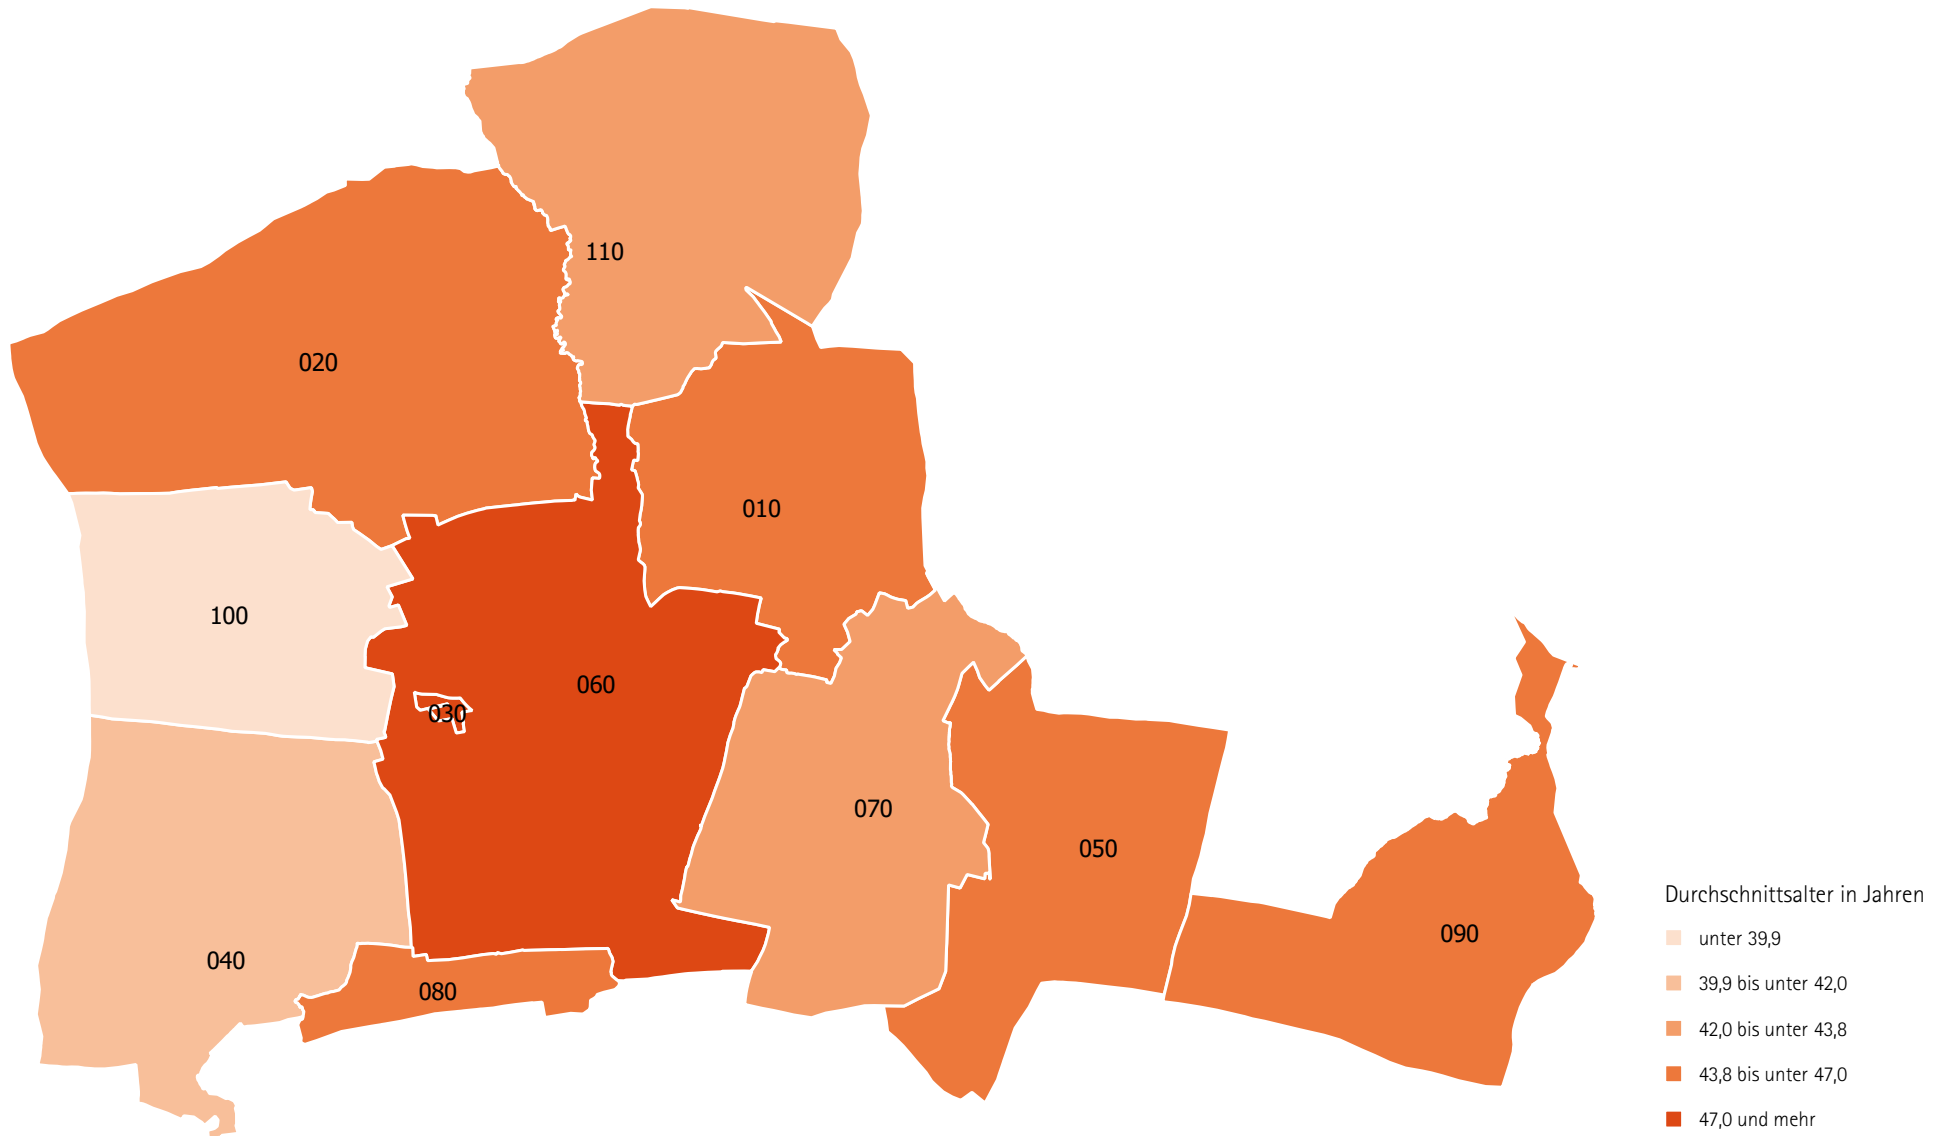 110
020
010
100
060
030
070
050
090
040
080
Durchschnittsalter in Jahren
unter 39,9
39,9 bis unter 42,0
42,0 bis unter 43,8
43,8 bis unter 47,0
47,0 und mehr